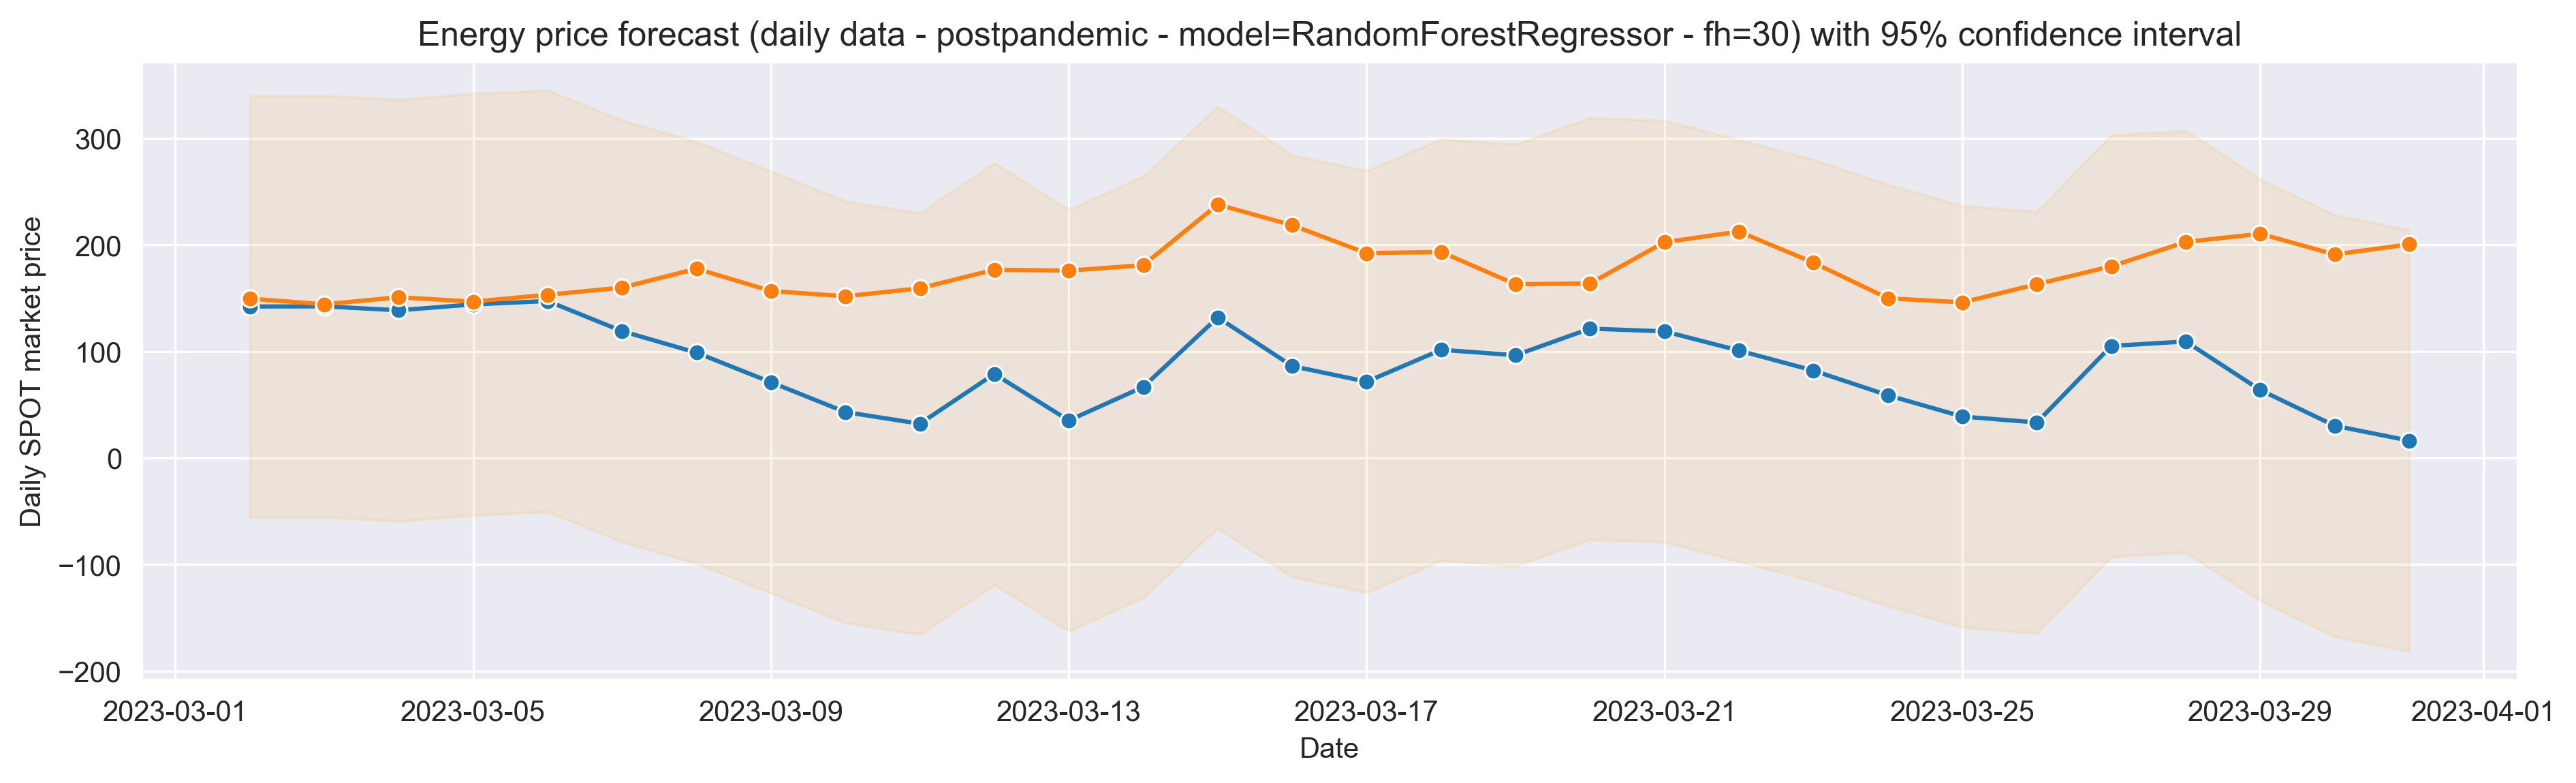 Energy price forecast (daily data - postpandemic - model=RandomForestRegressor - fh=30) with 95% confidence interval
Daily SPOT market price
300
200
100
0
−100
−200
2023-03-01 2023-03-05 2023-03-09 2023-03-13 2023-03-17 2023-03-21 2023-03-25 2023-03-29 2023-04-01
Date